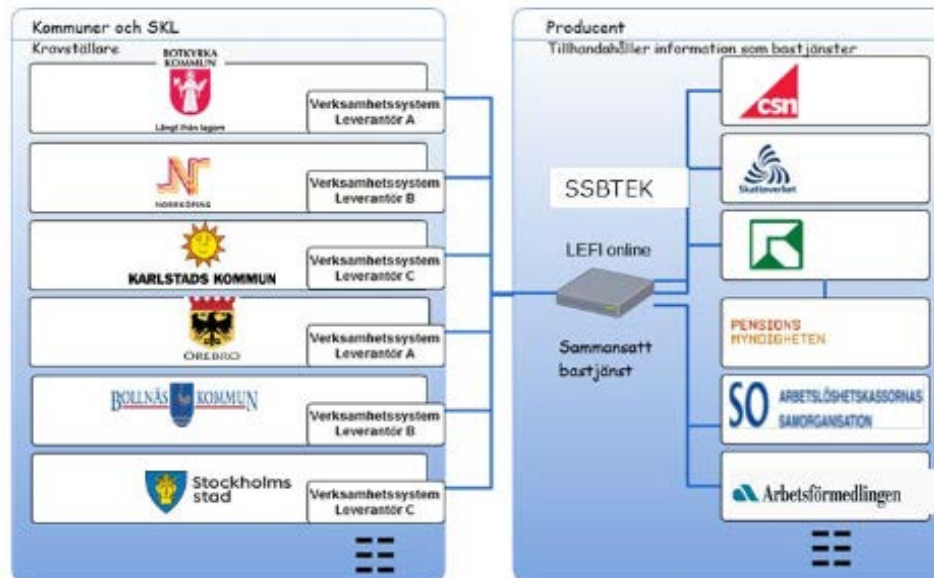 Kommuner och SKL
Kravställare
BOTKYRKA
KOMMUN
Långt från lagom
Verksamhetssystem
Leverantör A
NORRKÖPING
Verksamhetssystem
Leverantör B
KARLSTADS KOMMUN
Verksamhetssystem
Leverantör C
ÖREBRO
Verksamhetssystem
Leverantör A
BOLLNÄS KOMMUN
Verksamhetssystem
Leverantör B
Stockholms
stad
Verksamhetssystem
Leverantör C
Producent
Tillhandahåller information som bastjänster
SSBTEK
LEFI online
Sammansatt
bastjänst
csn
Skatteverket
PENSIONS
MYNDIGHETEN
SO ARBETSLÖSHETSKASSORNAS
SAMORGANISATION
Arbetsförmedlingen